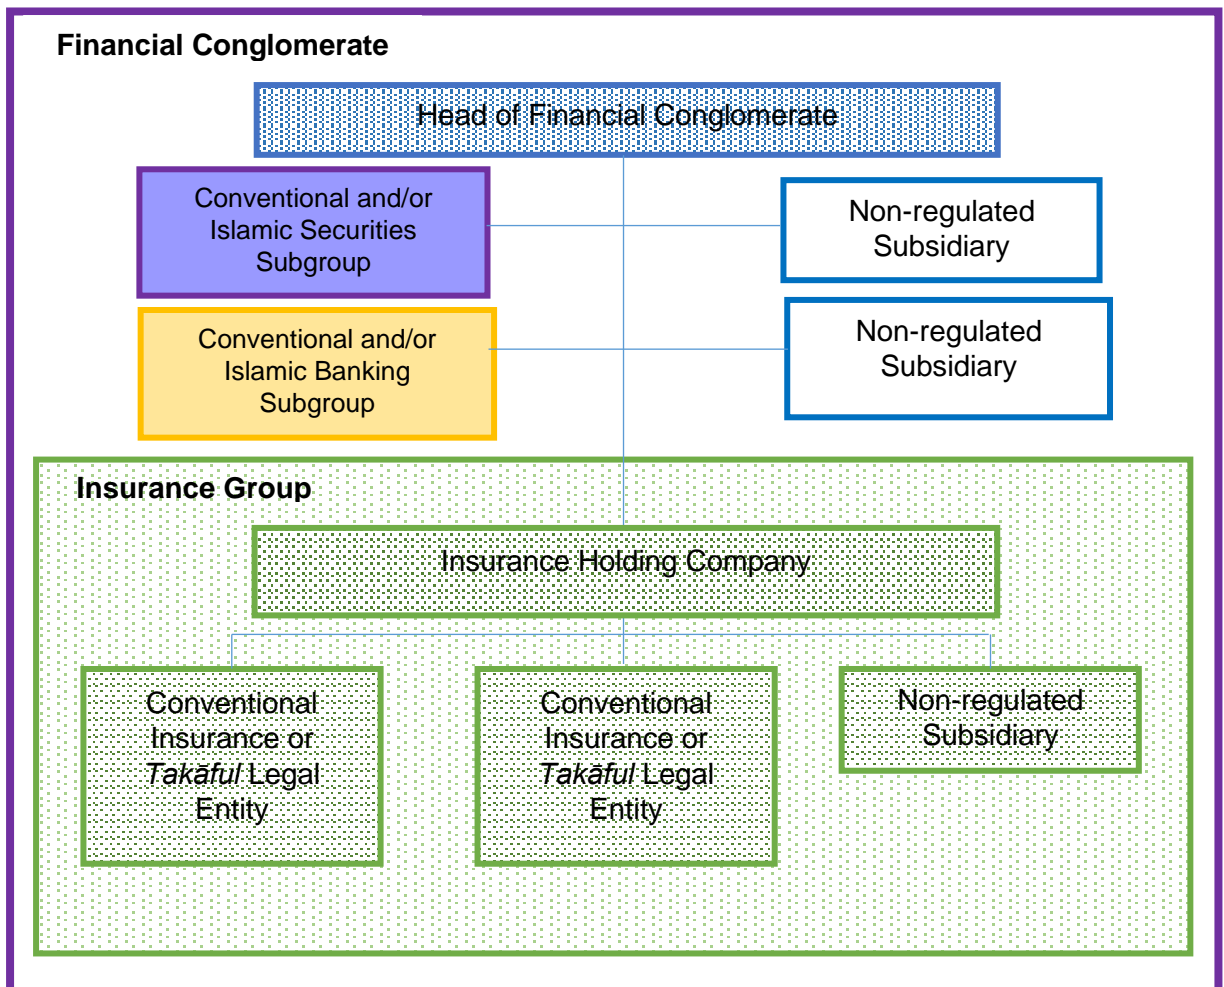 Financial Conglomerate
Head of Financial Conglomerate
Conventional and/or
Islamic Securities
Subgroup
Non-regulated
Subsidiary
Conventional and/or
Islamic Banking
Subgroup
Non-regulated
Subsidiary
Insurance Group
Insurance Holding Company
Conventional
Insurance or
Takāful Legal
Entity
Conventional
Insurance or
Takāful Legal
Entity
Non-regulated
Subsidiary